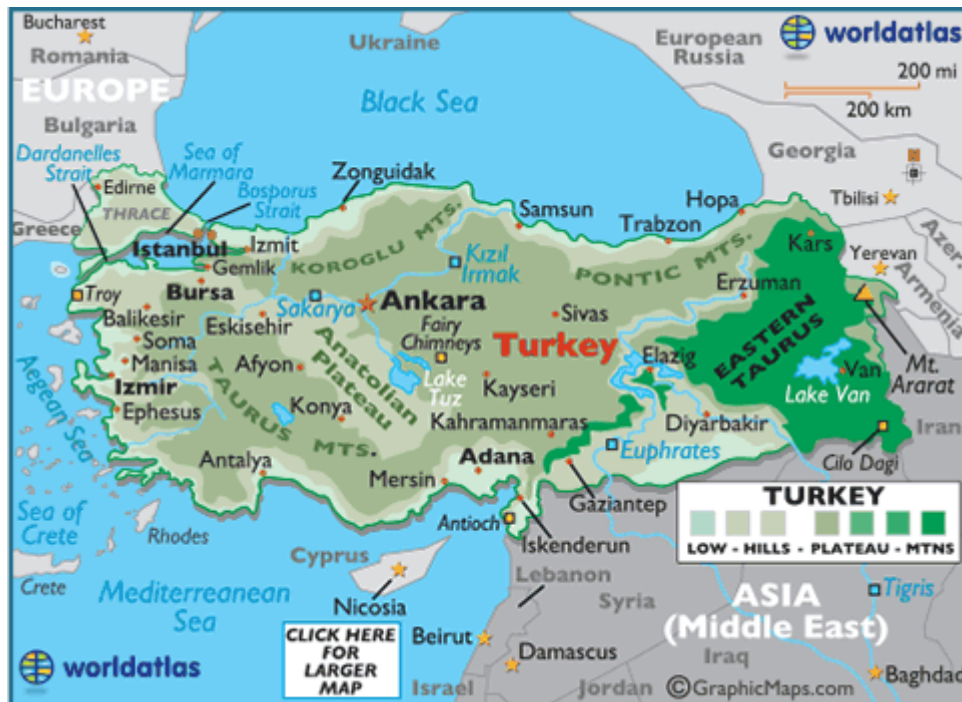 Bucharest
Romania
EUROPE
Bulgaria
Ukraine
European
Russia
worldatlas
200 mi
200 km
Black Sea
Georgia
Tbilisi
Dardanelles
Strait
Sea of
Marmara
Bosporus
Strait
Edirne
THRACE
Greece
Istanbul
Izmit
Gemlik
Zonguidak
KOROGLU MTS.
Samsun
Trabzon
Hopa
PONTIC MTS.
Kars
Yerevan
Azer.
Armenia
Troy
Bursa
Sakarya
Ankara
Kızıl
Irmak
Erzuman
Balikesir
Eskisehir
Fairy
Chimneys
Sivas
Turkey
Soma
Manisa
Afyon
Anatolian
Plateau
Lake
Tuz
Kayseri
Elazig
EASTERN
TAURUS
Van
Lake Van
Mt.
Ararat
Izmir
Ephesus
Aegean Sea
TAURUS MTS.
Konya
Kahramanmaras
Diyarbakir
Iran
Antalya
Mersin
Adana
Euphrates
Cilo Dagi
Gaziantep
Antioch
Iskenderun
Sea of
Crete
Rhodes
Crete
Cyprus
Nicosia
Mediterreanean
Sea
Lebanon
Beirut
Damascus
Syria
Israel
Jordan
Iraq
TURKEY
LOW - HILLS - PLATEAU - MTNS
ASIA
(Middle East)
Tigris
Baghdad
CLICK HERE
FOR
LARGER
MAP
worldatlas
©GraphicMaps.com